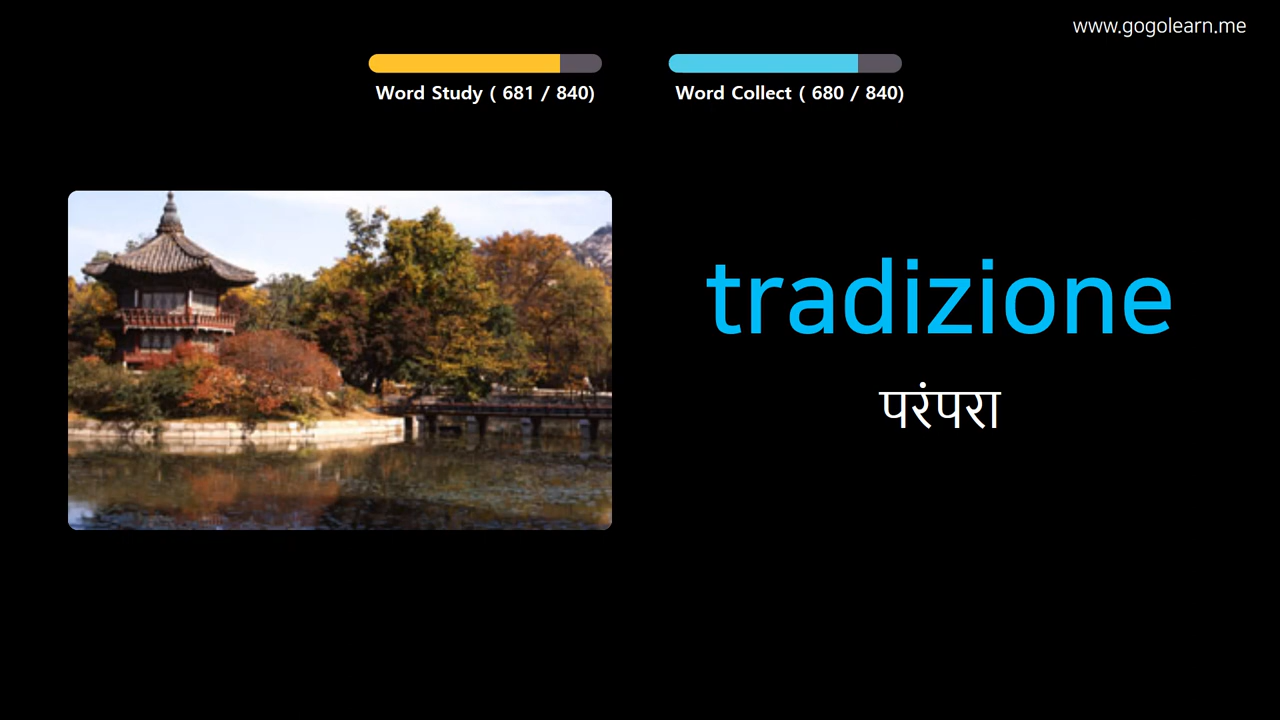 www.gogolearn.me
Word Study ( 681 / 840)
Word Collect ( 680 / 840)
tradizione
परंपरा